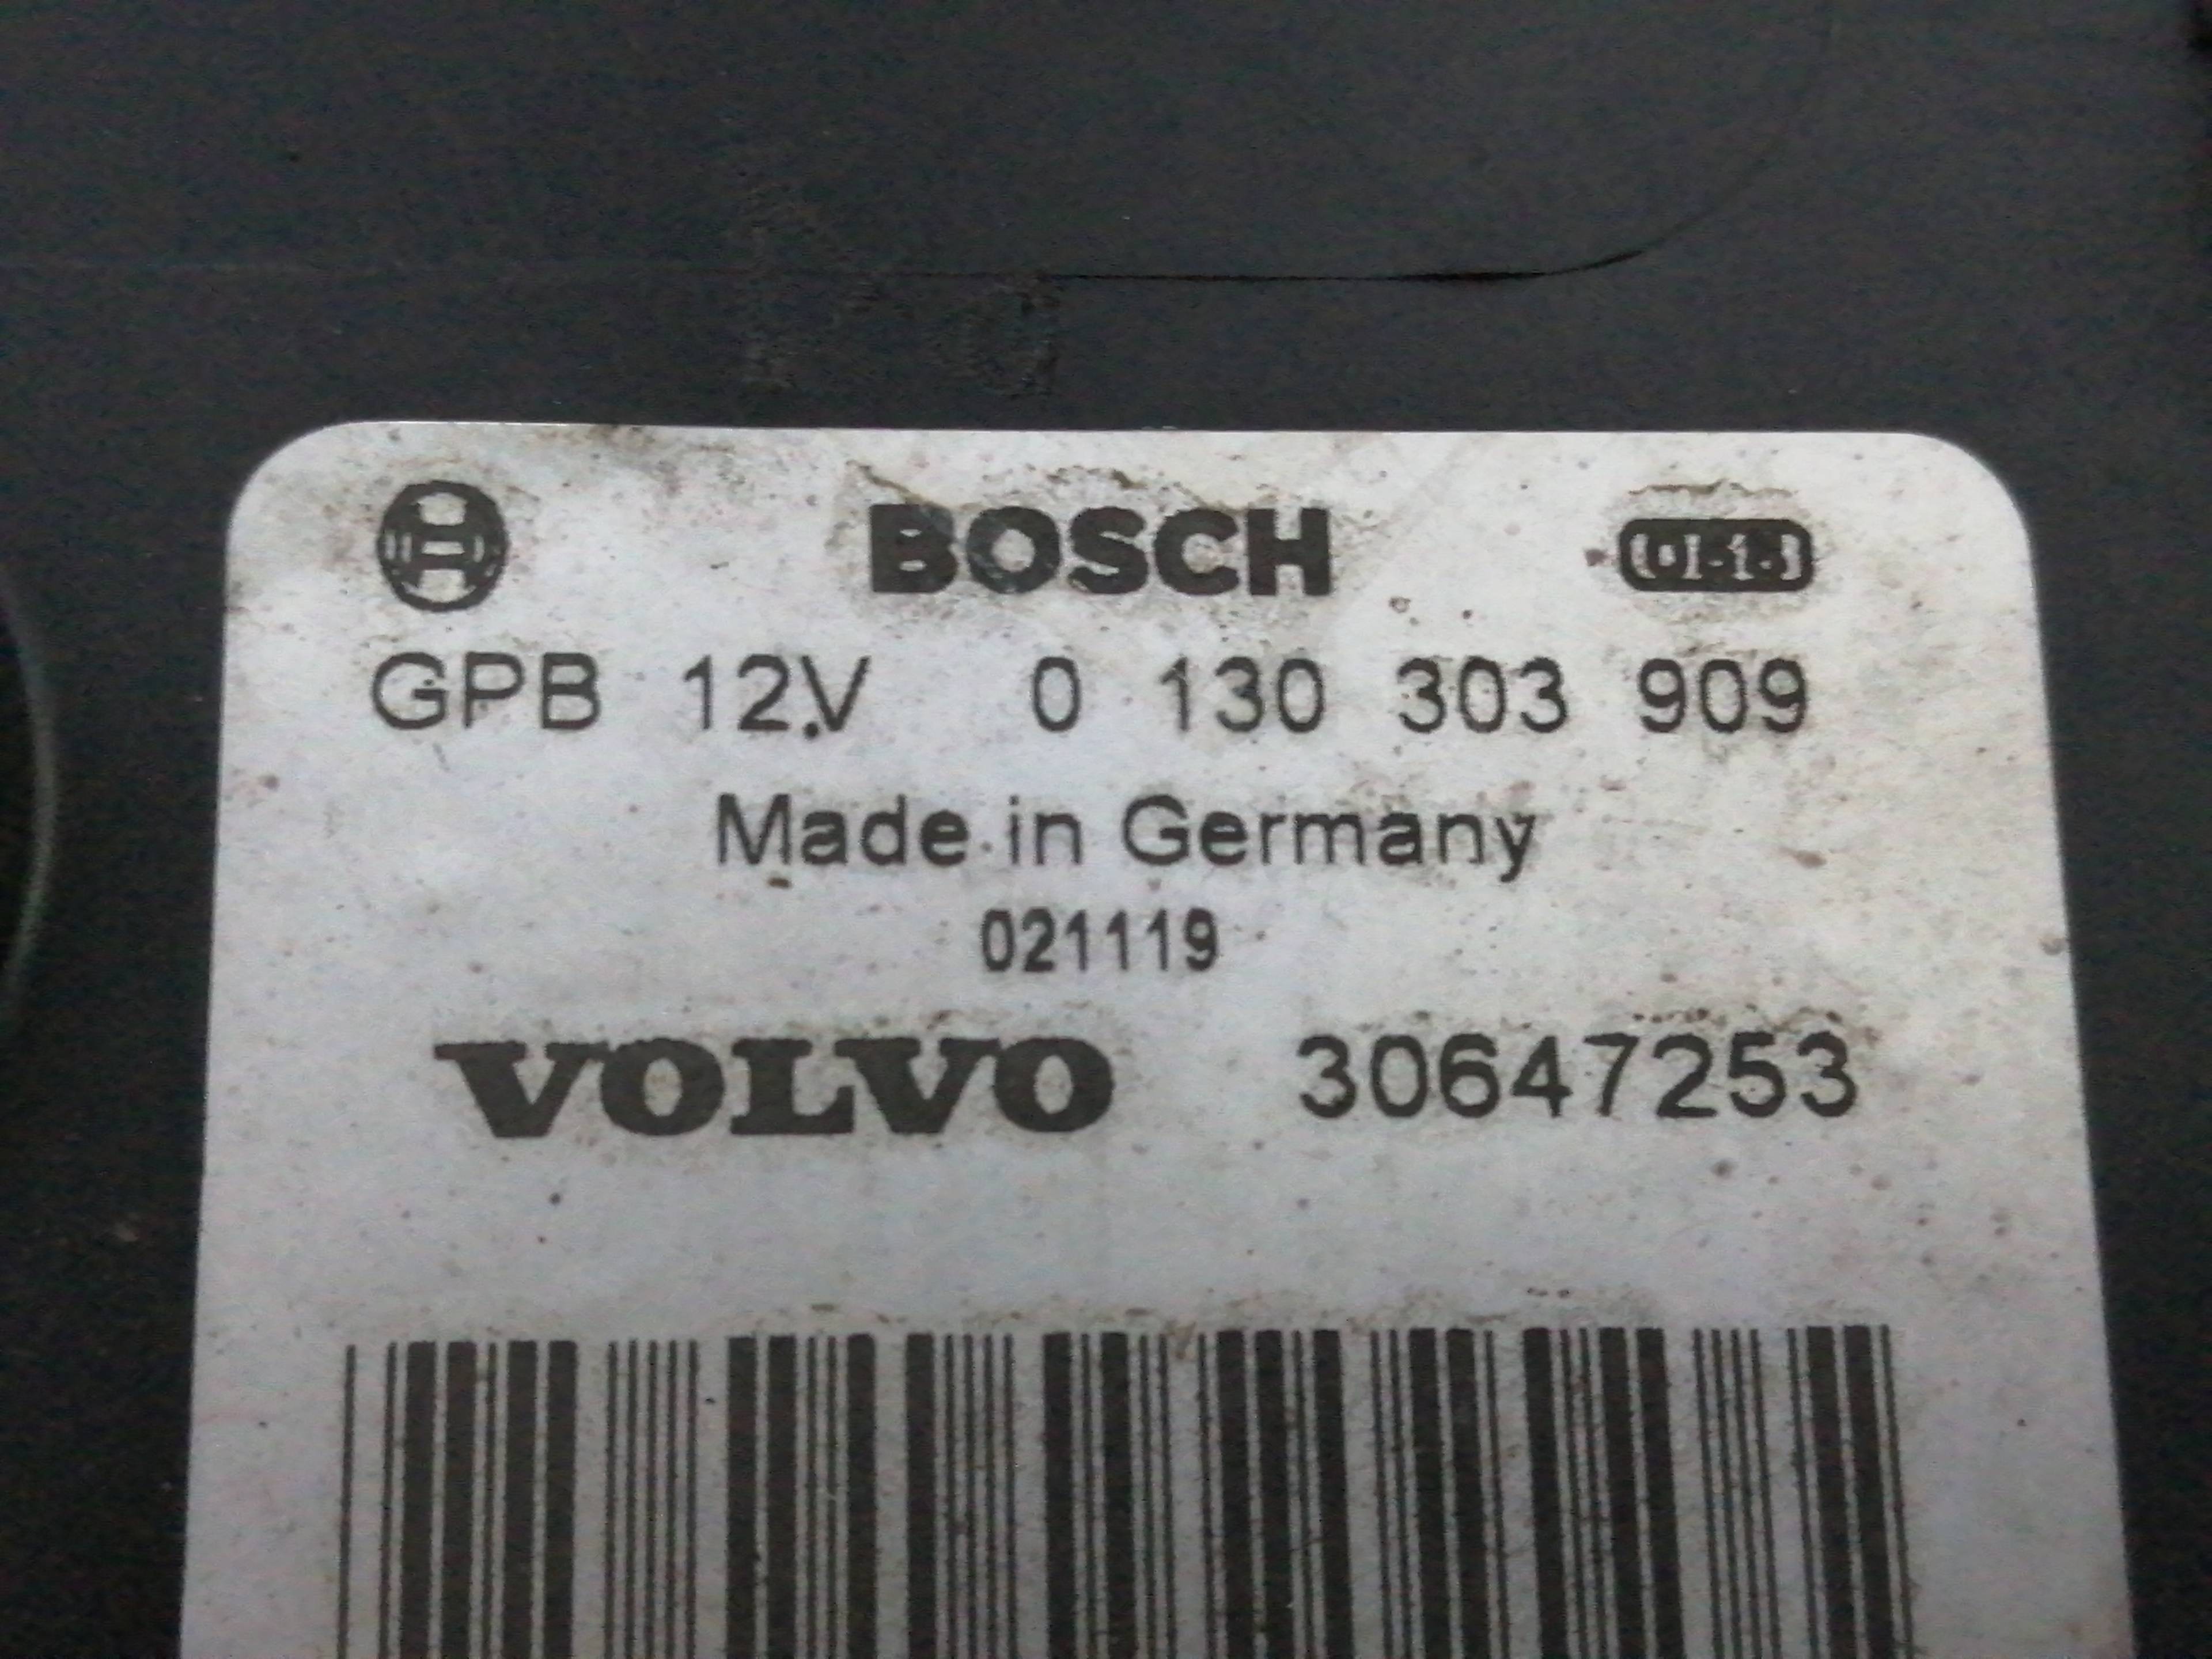 BOSCH
GPB 12V 0 130 303 909
Made in Germany
021119
VOLVO 30647253